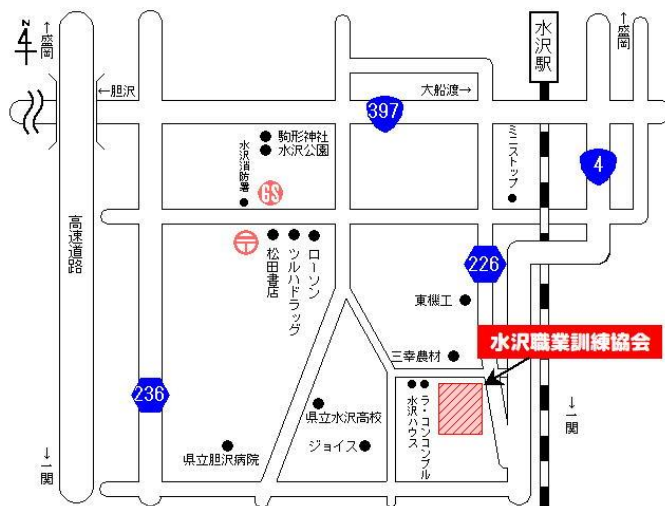 N
↑盛岡
水沢駅
↑盛岡
←胆沢
大船渡→
397
4
駒形神社
水沢公園
水沢消防署
GS
ミニストップ
高速道路
〒
松田書店
ツルハドラッグ
ローソン
226
東機工
水沢職業訓練協会
三幸農材
236
県立水沢高校
水沢ハウス
ラ・コンコンブル
県立胆沢病院
ジョイス
↓一関
↓一関